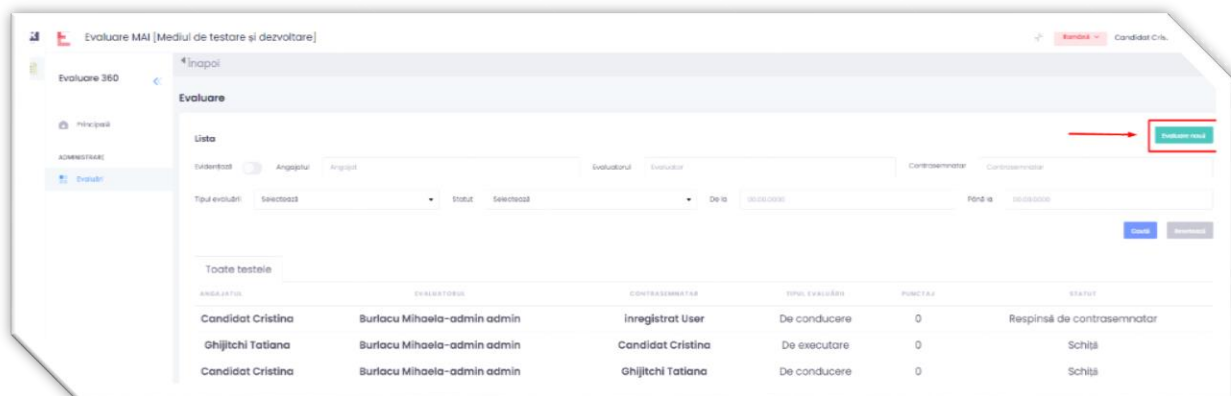 Evaluare MAI [Mediul de testare și dezvoltare]
Română
Candidat Cris..
Înapoi
Evaluare 360
Evaluare
Principală
Lista
Evaluare nouă
ADMINISTRARE
Evaluări
Evidențiază Angajatul Angajat Evaluatorul Evaluator Contrasemnatar Contrasemnatar
Tipul evaluării Selectează Statut Selectează De la 00.00.0000 Până la 00.00.0000
Caută Resetează
Toate testele
ANGAJATUL EVALUATORUL CONTRASEMNATAR TIPUL EVALUĂRII PUNCTAJ STATUT
Candidat Cristina Burlacu Mihaela-admin admin inregistrat User De conducere 0 Respinsă de contrasemnatar
Ghijitchi Tatiana Burlacu Mihaela-admin admin Candidat Cristina De executare 0 Schiță
Candidat Cristina Burlacu Mihaela-admin admin Ghijitchi Tatiana De conducere 0 Schiță